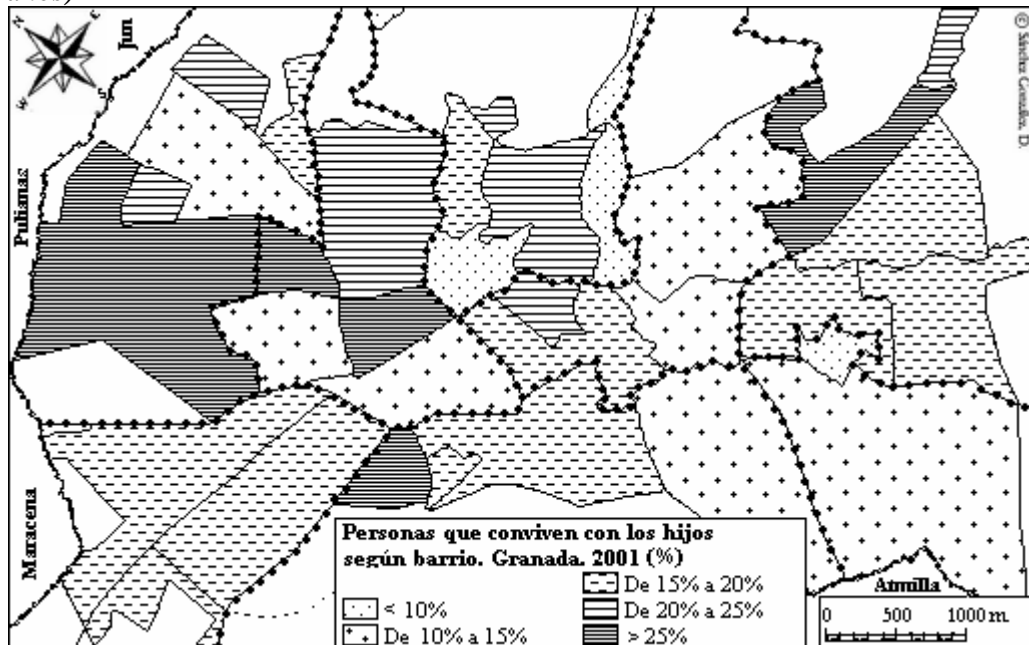 N
E
W
S
Jun
© Sánchez González, D.
Pulianas
Maracena
Personas que conviven con los hijos
según barrio. Granada. 2001 (%)
< 10%
De 10% a 15%
De 15% a 20%
De 20% a 25%
> 25%
Atmilla
0 500 1000 m.